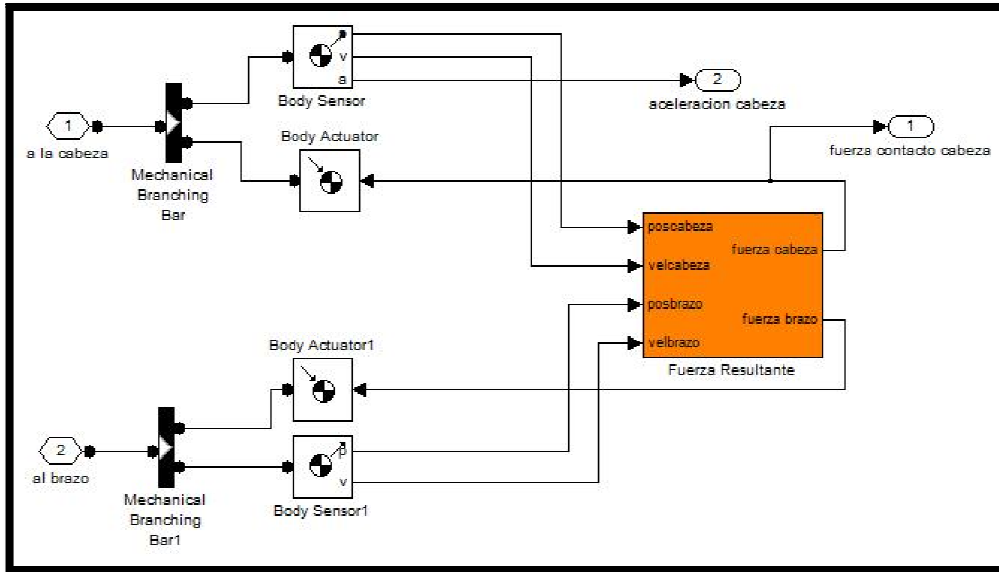 v
a
Body Sensor
2
aceleracion cabeza
1
a la cabeza
Body Actuator
1
fuerza contacto cabeza
Mechanical
Branching
Bar
poscabeza
fuerza cabeza
velcabeza
posbrazo
fuerza brazo
velbrazo
Fuerza Resultante
Body Actuator1
2
al brazo
p
v
Body Sensor1
Mechanical
Branching
Bar1